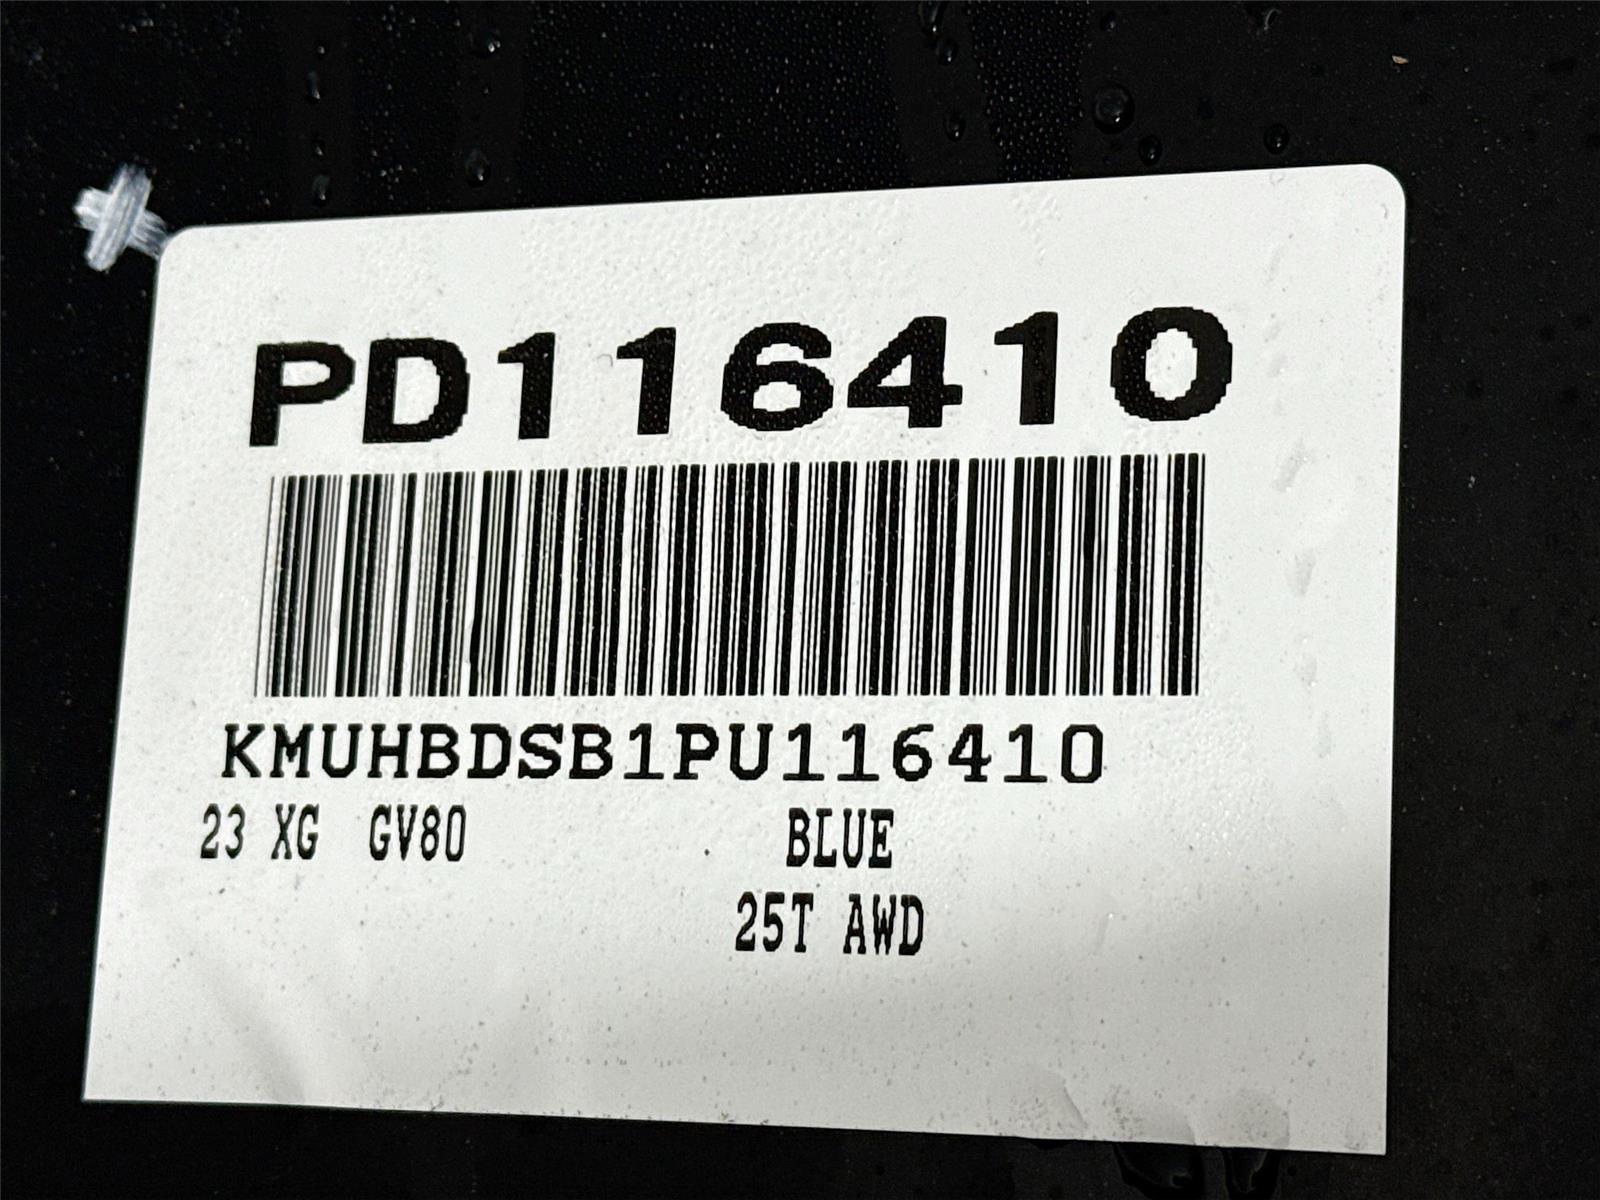 PD116410
KMUHBDSB1PU116410
23 XG GV80 BLUE
25T AWD